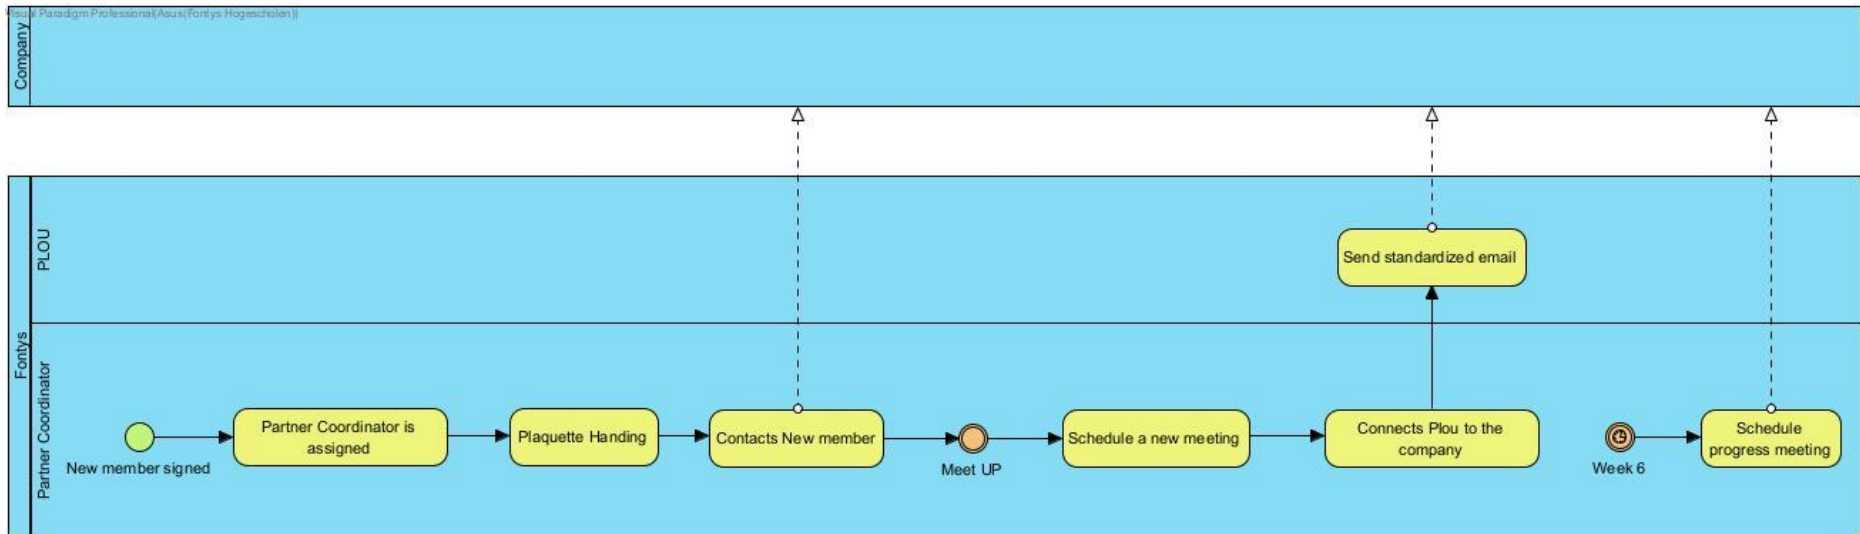 Visual Paradigm Professional(Asus(Fontys Hogescholen))
Company
Fontys
PLOU
Send standardized email
Partner Coordinator
New member signed
Partner Coordinator is
assigned
Plaquette Handing
Contacts New member
Meet UP
Schedule a new meeting
Connects Plou to the
company
Week 6
Schedule
progress meeting